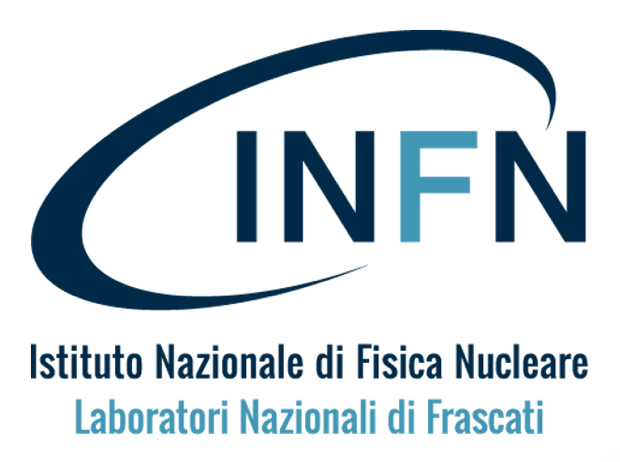 INFN
Istituto Nazionale di Fisica Nucleare
Laboratori Nazionali di Frascati